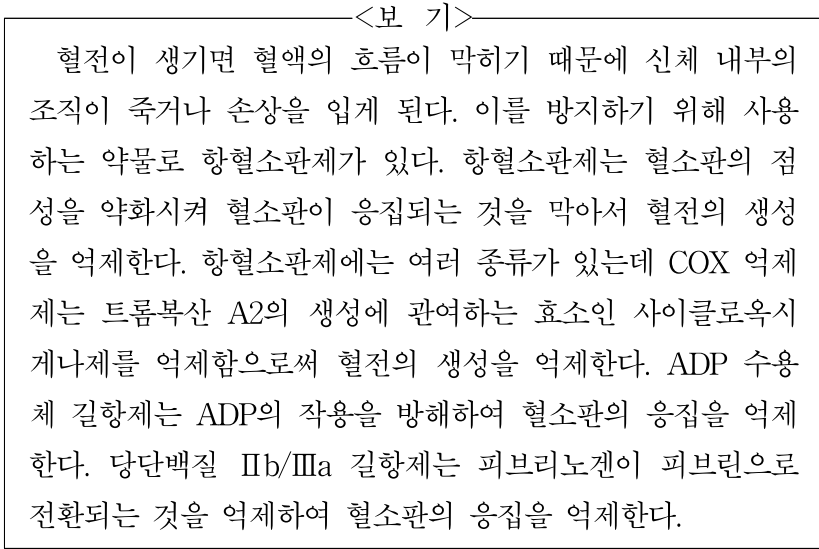 <보 기>
혈전이 생기면 혈액의 흐름이 막히기 때문에 신체 내부의
조직이 죽거나 손상을 입게 된다. 이를 방지하기 위해 사용
하는 약물로 항혈소판제가 있다. 항혈소판제는 혈소판의 점
성을 약화시켜 혈소판이 응집되는 것을 막아서 혈전의 생성
을 억제한다. 항혈소판제에는 여러 종류가 있는데 COX 억제
제는 트롬복산 A2의 생성에 관여하는 효소인 사이클로옥시
게나제를 억제함으로써 혈전의 생성을 억제한다. ADP 수용
체 길항제는 ADP의 작용을 방해하여 혈소판의 응집을 억제
한다. 당단백질 Ⅱb/Ⅲa 길항제는 피브리노겐이 피브린으로
전환되는 것을 억제하여 혈소판의 응집을 억제한다.